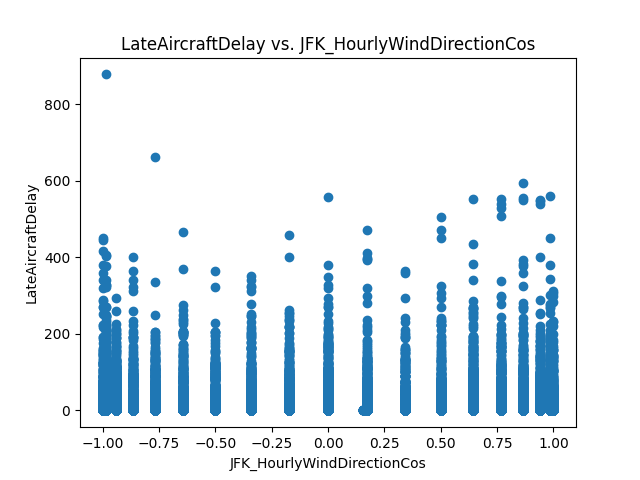 LateAircraftDelay vs. JFK_HourlyWindDirectionCos
LateAircraftDelay
800
600
400
200
0
−1.00 −0.75 −0.50 −0.25 0.00 0.25 0.50 0.75 1.00
JFK_HourlyWindDirectionCos